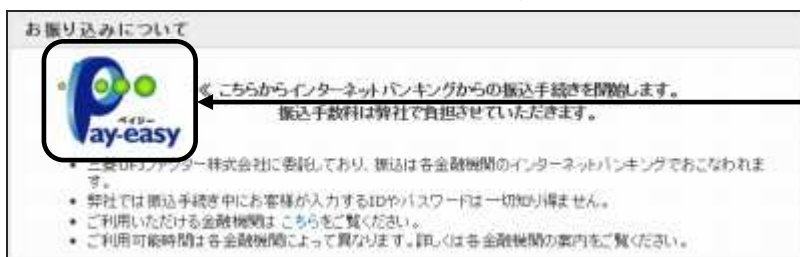 お振り込みについて
ペイジー
Pay-easy
≪ こちらからインターネットバンキングからの振込手続きを開始します。
振込手数料は弊社で負担させていただきます。
• 三菱UFJファクター株式会社に委託しており、振込は各金融機関のインターネットバンキングでおこなわれま
す。
• 弊社では振込手続き中にお客様が入力するIDやパスワードは一切知り得ません。
• ご利用いただける金融機関は こちらをご覧ください。
• ご利用可能時間は各金融機関によって異なります。詳しくは各金融機関の案内をご覧ください。